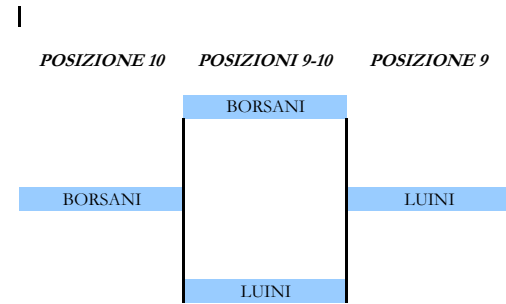 POSIZIONE 10 POSIZIONI 9-10 POSIZIONE 9
BORSANI
BORSANI LUINI
LUINI